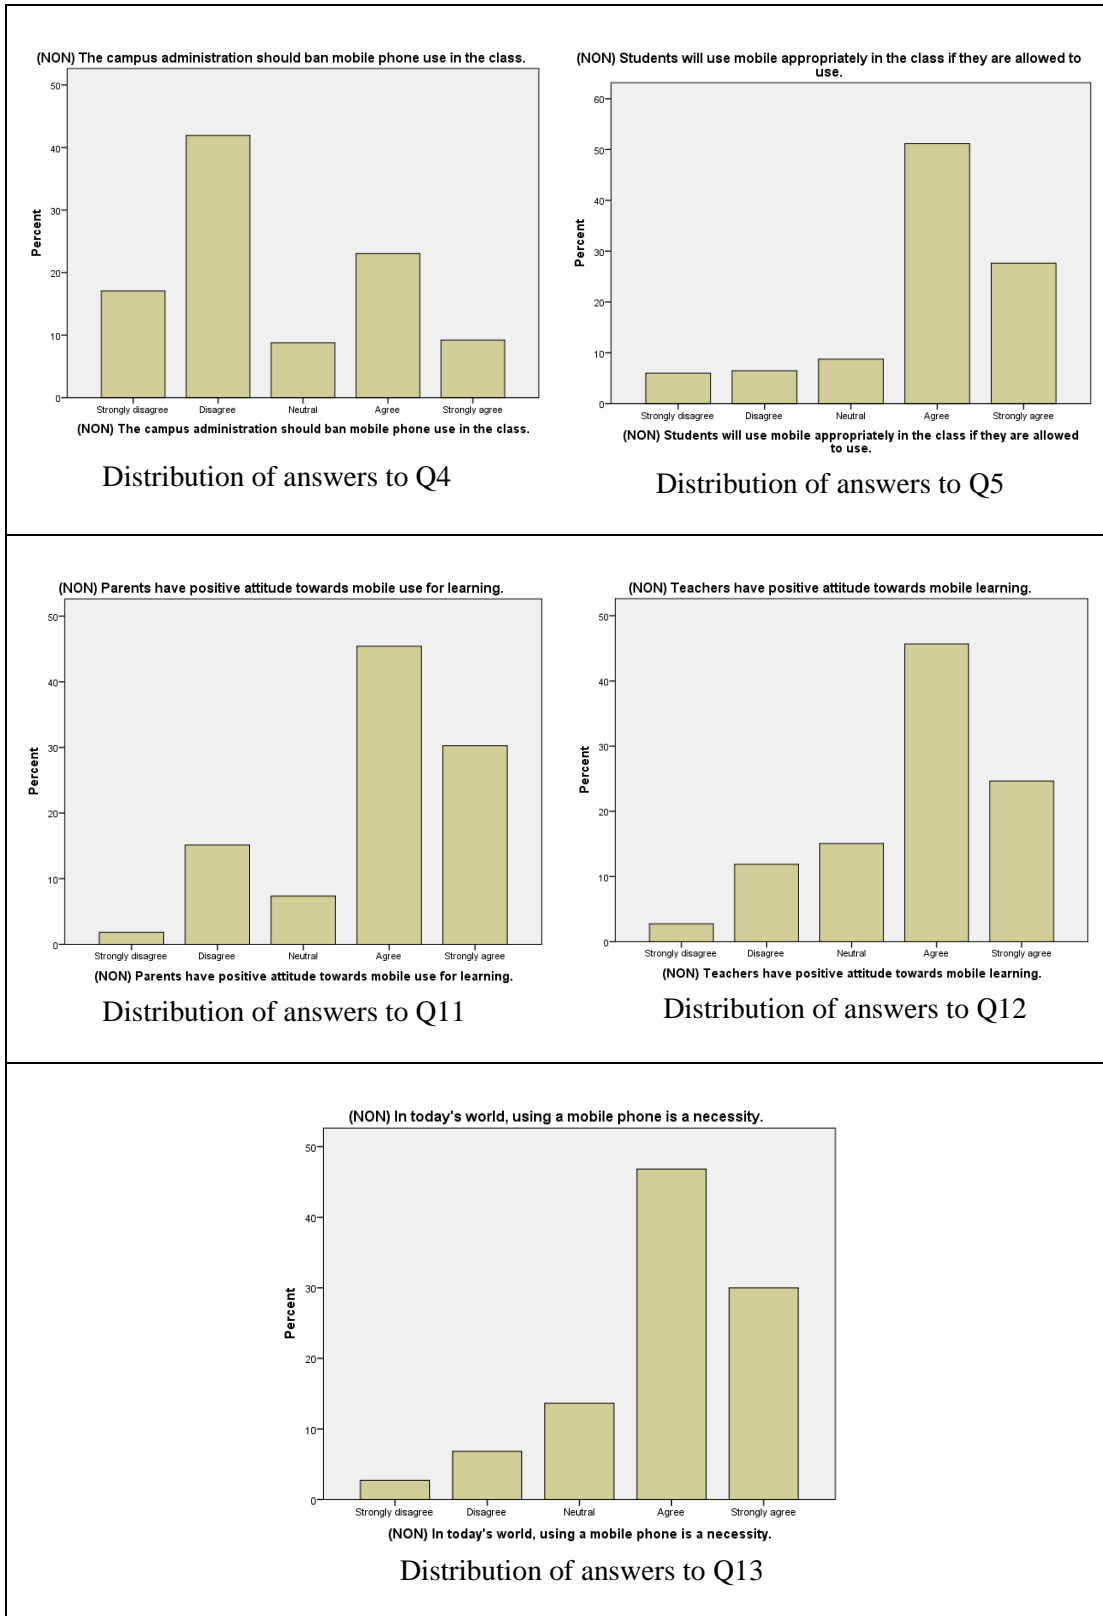 (NON) The campus administration should ban mobile phone use in the class.
50
40
30
20
10
0
Percent
Strongly disagree Disagree Neutral Agree Strongly agree
(NON) The campus administration should ban mobile phone use in the class.
Distribution of answers to Q4
(NON) Students will use mobile appropriately in the class if they are allowed to
use.
60
50
40
30
20
10
0
Percent
Strongly disagree Disagree Neutral Agree Strongly agree
(NON) Students will use mobile appropriately in the class if they are allowed
to use.
Distribution of answers to Q5
(NON) Parents have positive attitude towards mobile use for learning.
50
40
30
20
10
0
Percent
Strongly disagree Disagree Neutral Agree Strongly agree
(NON) Parents have positive attitude towards mobile use for learning.
Distribution of answers to Q11
(NON) Teachers have positive attitude towards mobile learning.
50
40
30
20
10
0
Percent
Strongly disagree Disagree Neutral Agree Strongly agree
(NON) Teachers have positive attitude towards mobile learning.
Distribution of answers to Q12
(NON) In today's world, using a mobile phone is a necessity.
50
40
30
20
10
0
Percent
Strongly disagree Disagree Neutral Agree Strongly agree
(NON) In today's world, using a mobile phone is a necessity.
Distribution of answers to Q13